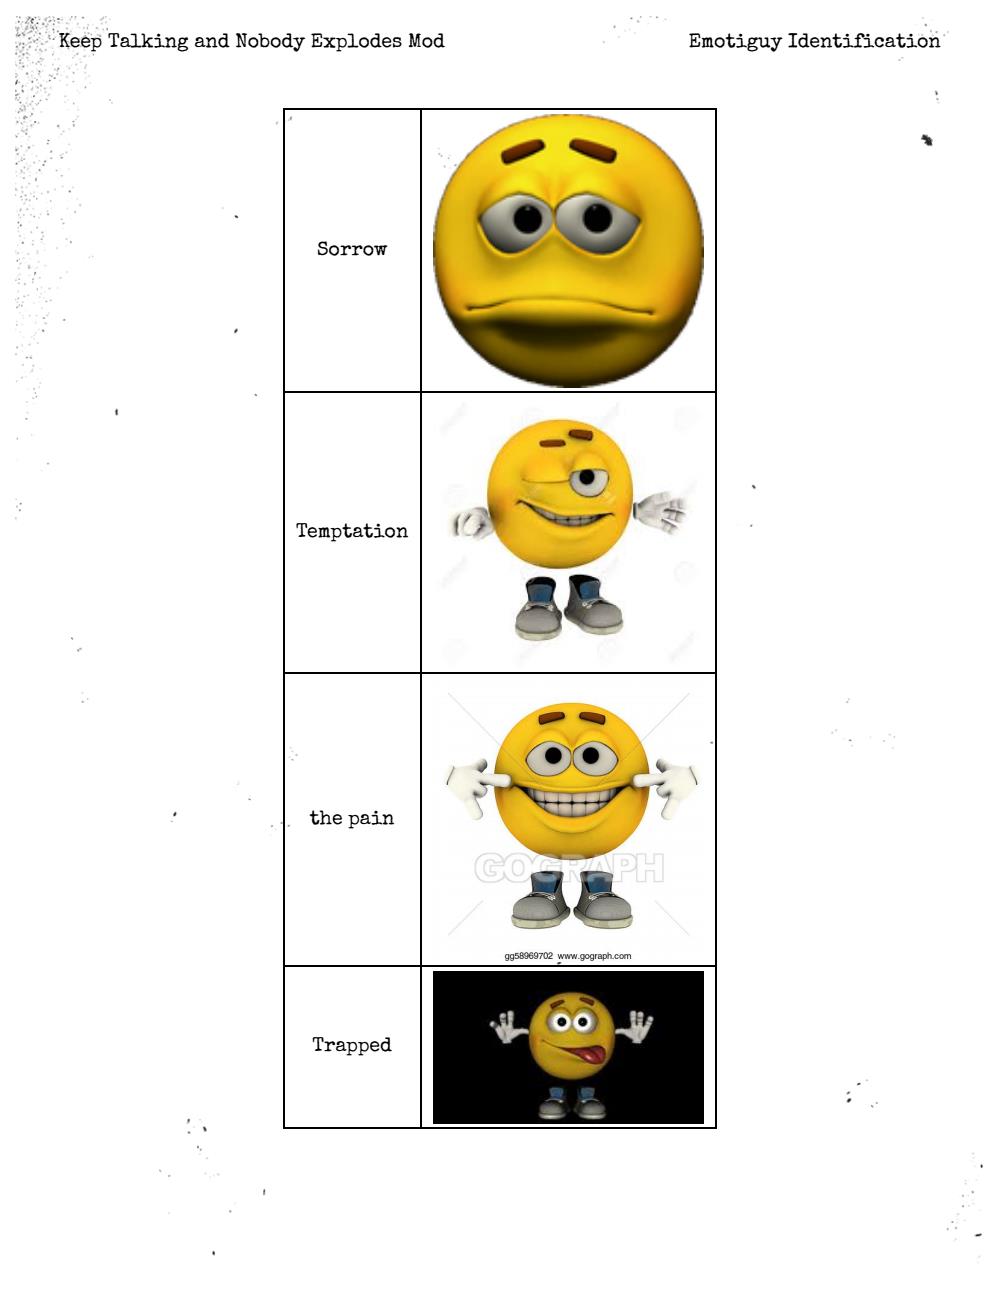 Keep Talking and Nobody Explodes Mod
Emotiguy Identification
Sorrow
Temptation
the pain
GOGRAPH
gg58969702 www.gograph.com
Trapped